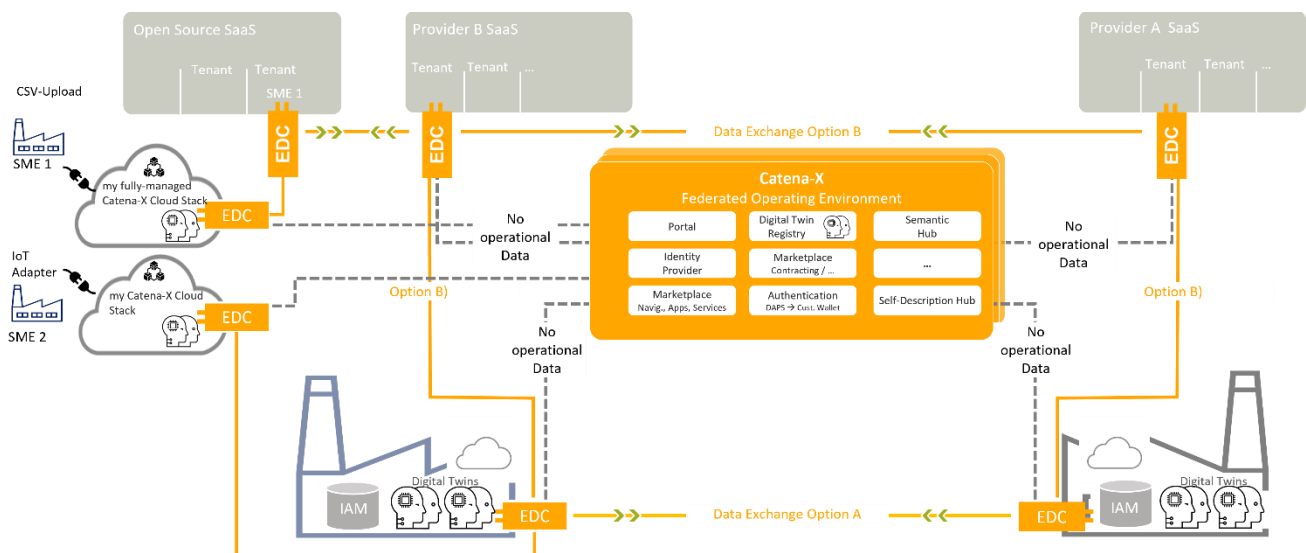 Open Source SaaS
Tenant
Tenant
SME 1
Provider B SaaS
Tenant
Tenant
...
Provider A SaaS
Tenant
Tenant
...
CSV-Upload
SME 1
my fully-managed
Catena-X Cloud Stack
EDC
EDC
EDC
Data Exchange Option B
EDC
IoT
Adapter
SME 2
my Catena-X Cloud
Stack
EDC
Catena-X
Federated Operating Environment
Portal
Digital Twin
Registry
Semantic
Hub
Identity
Provider
Marketplace
Contracting / ...
...
Marketplace
Navig., Apps, Services
Authentication
DAPS → Cust. Wallet
Self-Description Hub
No
operational
Data
No
operational
Data
Option B)
Option B)
No
operational
Data
No
operational
Data
Digital Twins
IAM
EDC
Data Exchange Option A
EDC
Digital Twins
IAM